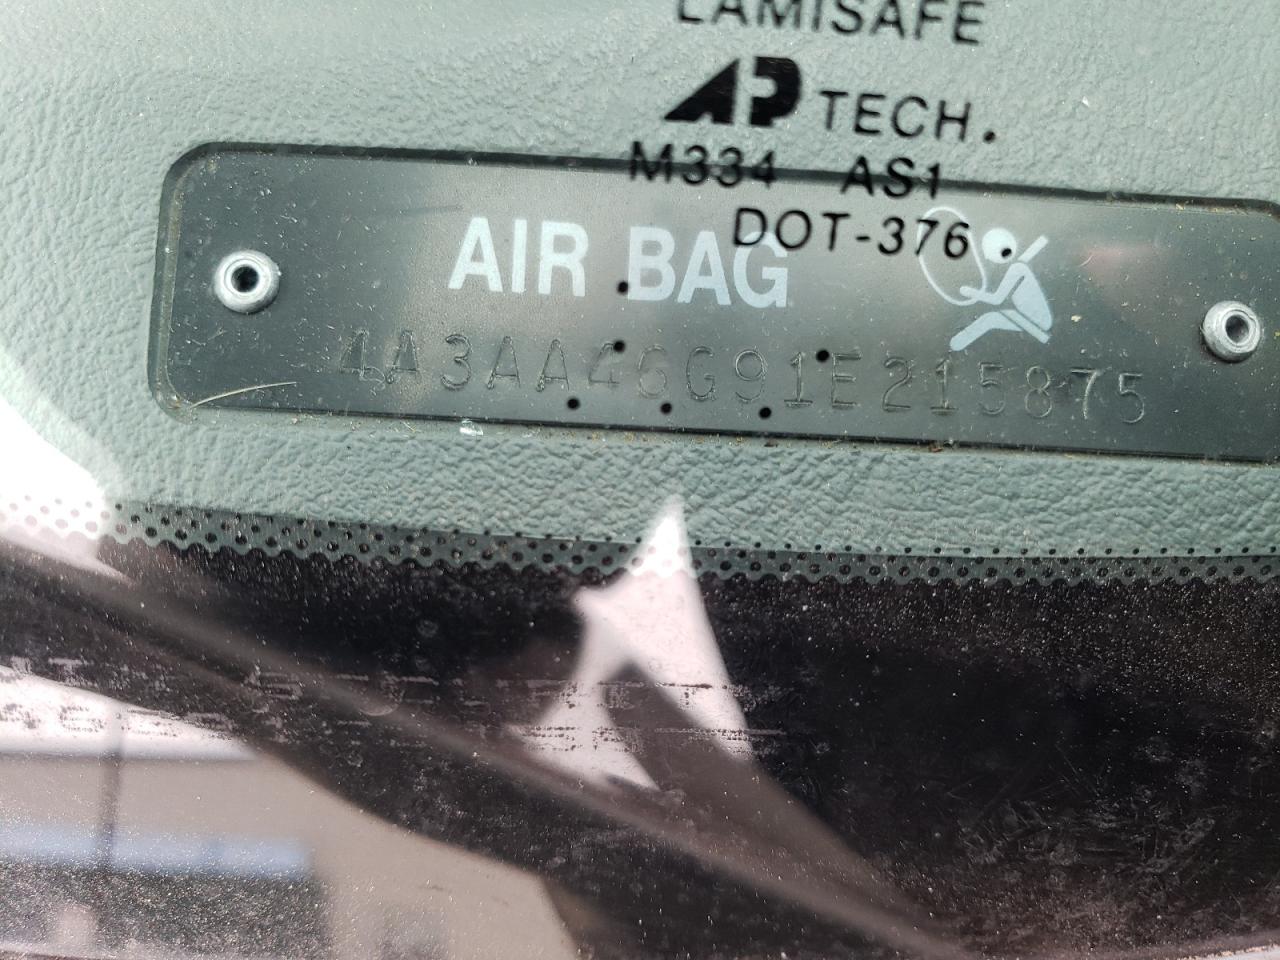 LAMISAFE
AP TECH.
M334 AS1
DOT-376
AIR BAG
4A3AA46G91E215875